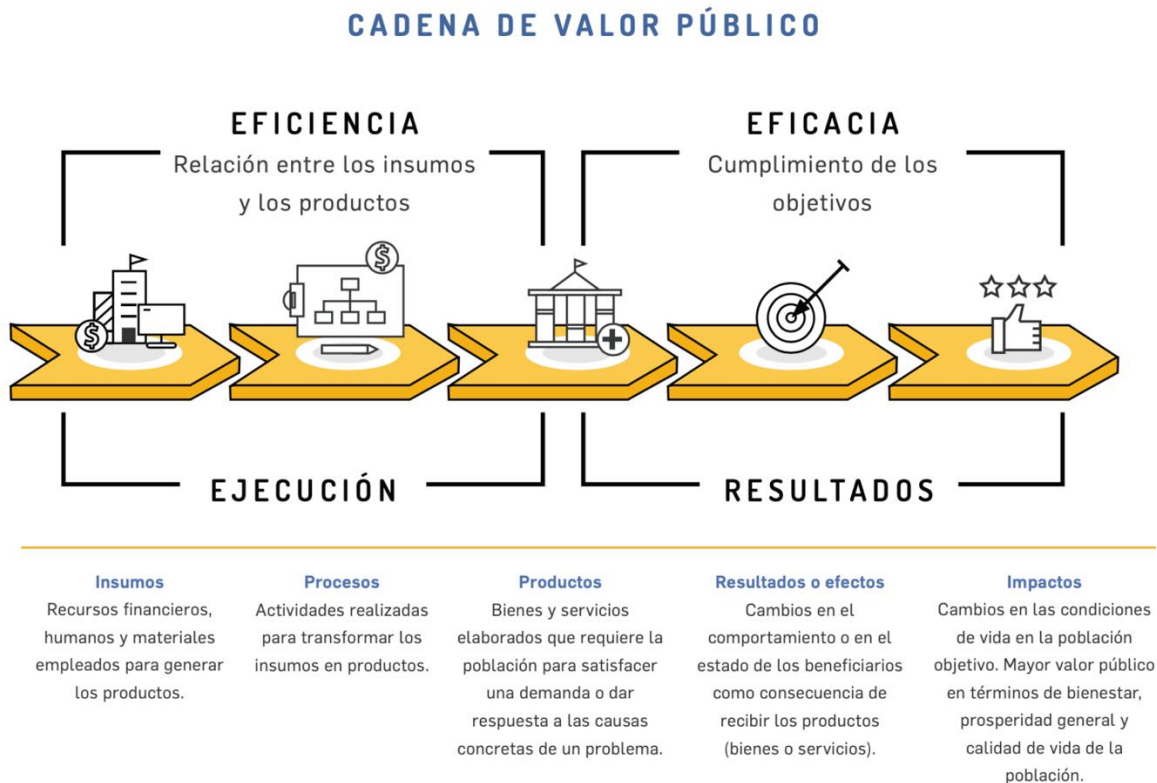 CADENA DE VALOR PÚBLICO
EFICIENCIA
Relación entre los insumos
y los productos
EFICACIA
Cumplimiento de los
objetivos
$
$
EJECUCIÓN
RESULTADOS
Insumos
Recursos financieros,
humanos y materiales
empleados para generar
los productos.
Procesos
Actividades realizadas
para transformar los
insumos en productos.
Productos
Bienes y servicios
elaborados que requiere la
población para satisfacer
una demanda o dar
respuesta a las causas
concretas de un problema.
Resultados o efectos
Cambios en el
comportamiento o en el
estado de los beneficiarios
como consecuencia de
recibir los productos
(bienes o servicios).
Impactos
Cambios en las condiciones
de vida en la población
objetivo. Mayor valor público
en términos de bienestar,
prosperidad general y
calidad de vida de la
población.